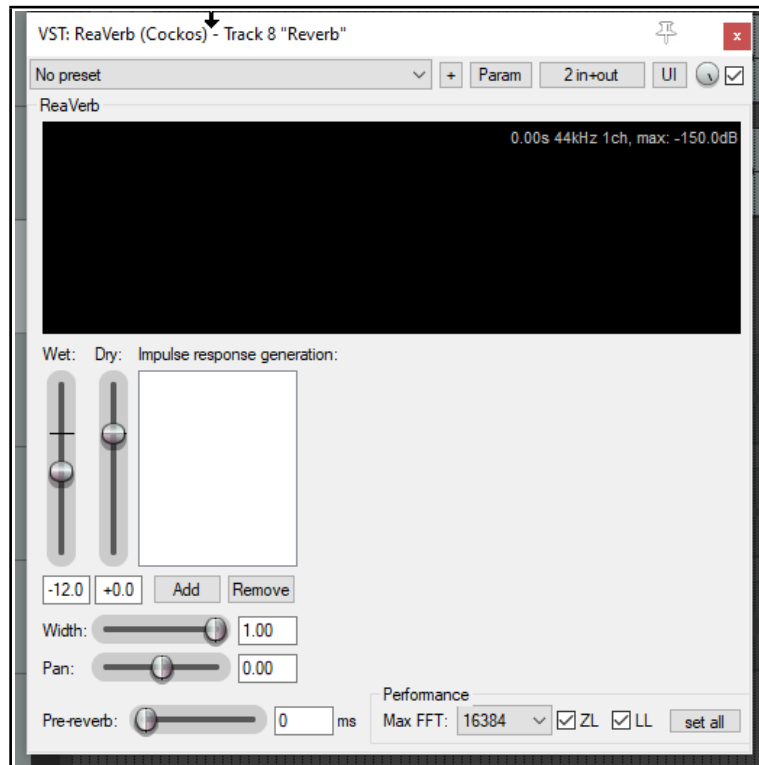 VST: ReaVerb (Cockos) - Track 8 "Reverb"
x
No preset + Param 2 in+out UI
ReaVerb
0.00s 44kHz 1ch, max: -150.0dB
Wet: Dry: Impulse response generation:
-12.0 +0.0 Add Remove
Width: 1.00
Pan: 0.00
Performance
Pre-reverb: 0 ms Max FFT: 16384 ZL LL set all